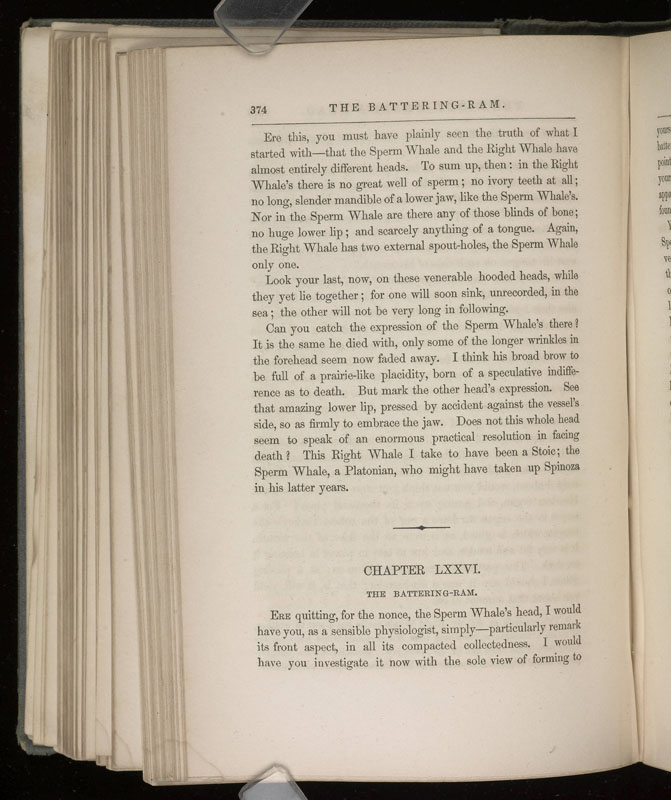 374
THE BATTERING-RAM.
Ere this, you must have plainly seen the truth of what I
started with—that the Sperm Whale and the Right Whale have
almost entirely different heads. To sum up, then: in the Right
Whale's there is no great well of sperm; no ivory teeth at all;
no long, slender mandible of a lower jaw, like the Sperm Whale's.
Nor in the Sperm Whale are there any of those blinds of bone;
no huge lower lip; and scarcely anything of a tongue. Again,
the Right Whale has two external spout-holes, the Sperm Whale
only one.
Look your last, now, on these venerable hooded heads, while
they yet lie together; for one will soon sink, unrecorded, in the
sea; the other will not be very long in following.
Can you catch the expression of the Sperm Whale's there?
It is the same he died with, only some of the longer wrinkles in
the forehead seem now faded away. I think his broad brow to
be full of a prairie-like placidity, born of a speculative indiffe-
rence as to death. But mark the other head's expression. See
that amazing lower lip, pressed by accident against the vessel's
side, so as firmly to embrace the jaw. Does not this whole head
seem to speak of an enormous practical resolution in facing
death? This Right Whale I take to have been a Stoic; the
Sperm Whale, a Platonian, who might have taken up Spinoza
in his latter years.
CHAPTER LXXVI.
THE BATTERING-RAM.
Ere quitting, for the nonce, the Sperm Whale's head, I would
have you, as a sensible physiologist, simply—particularly remark
its front aspect, in all its compacted collectedness. I would
have you investigate it now with the sole view of forming to